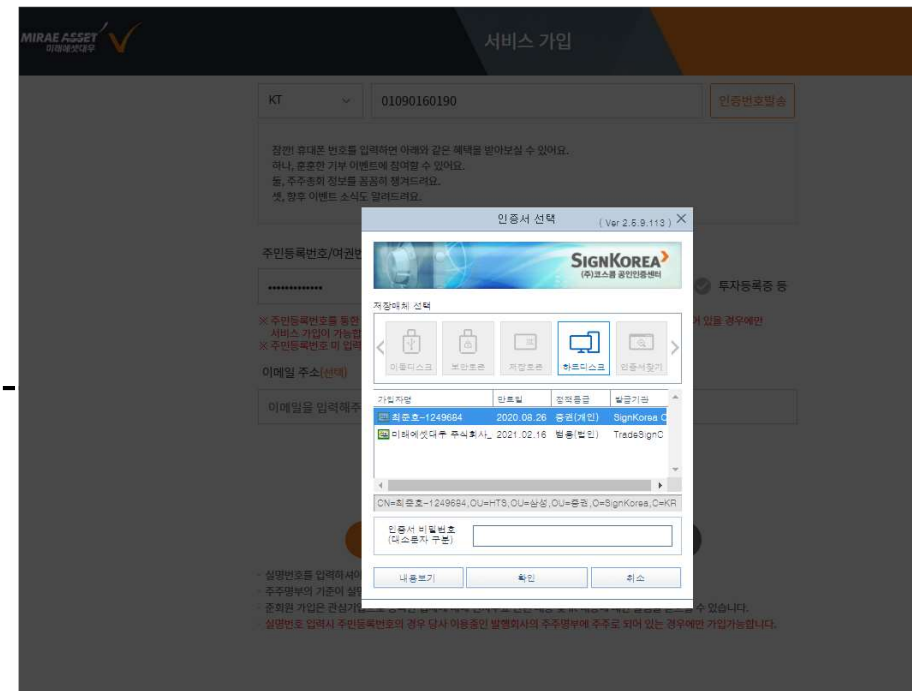 MIRAE ASSET
미래에셋대우
서비스 가입
KT
01090160190
인증번호발송
잠깐! 휴대폰 번호를 입력하면 아래와 같은 혜택을 받아보실 수 있어요.
하나, 훈훈한 기부 이벤트에 참여할 수 있어요.
둘, 주주총회 정보를 꼼꼼히 챙겨드려요.
셋, 향후 이벤트 소식도 알려드려요.
주민등록번호/여권번
투자등록증 등
※ 주민등록번호를 통한
어 있을 경우에만
서비스 가입이 가능합
※ 주민등록번호 미 입력
이메일 주소(선택)
이메일을 입력해주
인증서 선택
( Ver 2.5.9.113 )
SIGNKOREA
(주)코스콤 공인인증센터
저장매체 선택
이동디스크 보안토큰 저장토큰 하드디스크 인증서찾기
가입자명 만료일 정책등급 발급기관
최준호-1249684 2020.08.26 증권(개인) SignKorea C
미래에셋대우 주식회사_ 2021.02.16 범용(법인) TradeSignC
CN=최준호-1249684,OU=HTS,OU=삼성,OU=증권,O=SignKorea,C=KR
인증서 비밀번호
(대소문자 구분)
내용보기 확인 취소
- 실명번호를 입력하셔야
- 주주명부의 기준이 실명
- 준회원 가입은 관심기업
수 있습니다.
- 실명번호 입력시 주민등록번호의 경우 당사 이용중인 발행회사의 주주명부에 주주로 되어 있는 경우에만 가입가능합니다.